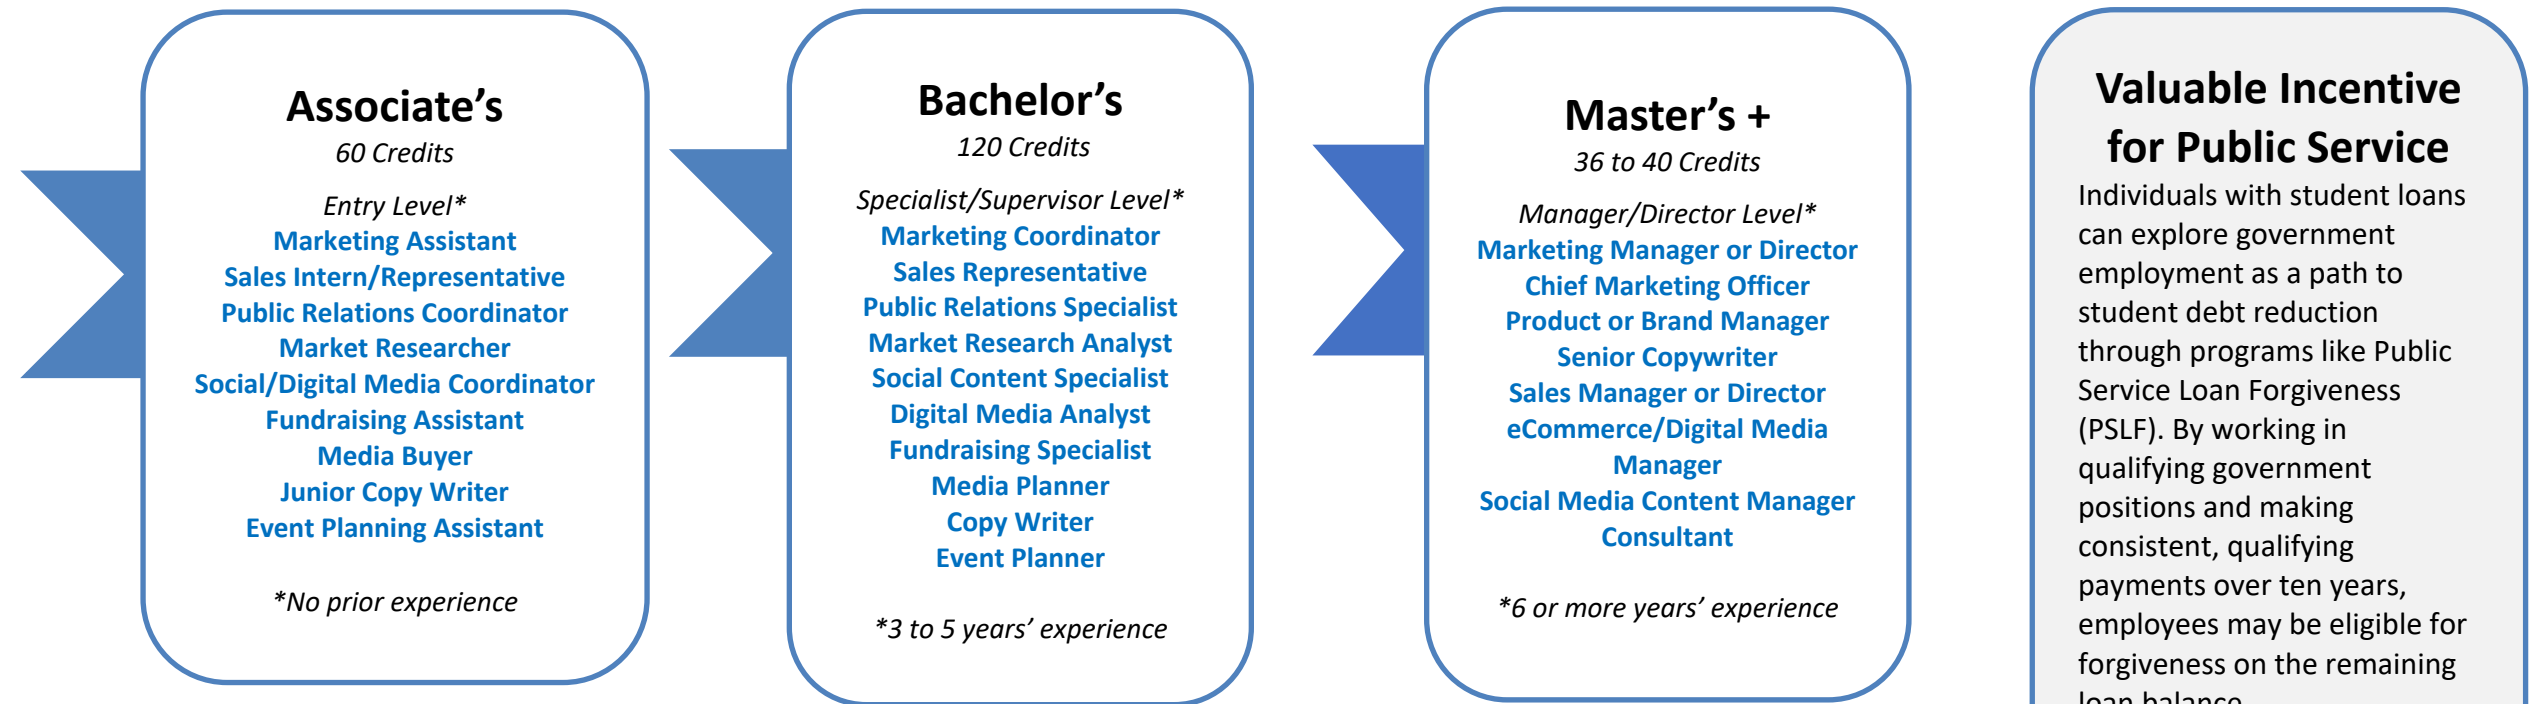 Associate’s
60 Credits
Entry Level*
Marketing Assistant
Sales Intern/Representative
Public Relations Coordinator
Market Researcher
Social/Digital Media Coordinator
Fundraising Assistant
Media Buyer
Junior Copy Writer
Event Planning Assistant
*No prior experience
Bachelor’s
120 Credits
Specialist/Supervisor Level*
Marketing Coordinator
Sales Representative
Public Relations Specialist
Market Research Analyst
Social Content Specialist
Digital Media Analyst
Fundraising Specialist
Media Planner
Copy Writer
Event Planner
*3 to 5 years’ experience
Master’s +
36 to 40 Credits
Manager/Director Level*
Marketing Manager or Director
Chief Marketing Officer
Product or Brand Manager
Senior Copywriter
Sales Manager or Director
eCommerce/Digital Media
Manager
Social Media Content Manager
Consultant
*6 or more years’ experience
Valuable Incentive
for Public Service
Individuals with student loans
can explore government
employment as a path to
student debt reduction
through programs like Public
Service Loan Forgiveness
(PSLF). By working in
qualifying government
positions and making
consistent, qualifying
payments over ten years,
employees may be eligible for
forgiveness on the remaining
loan balance